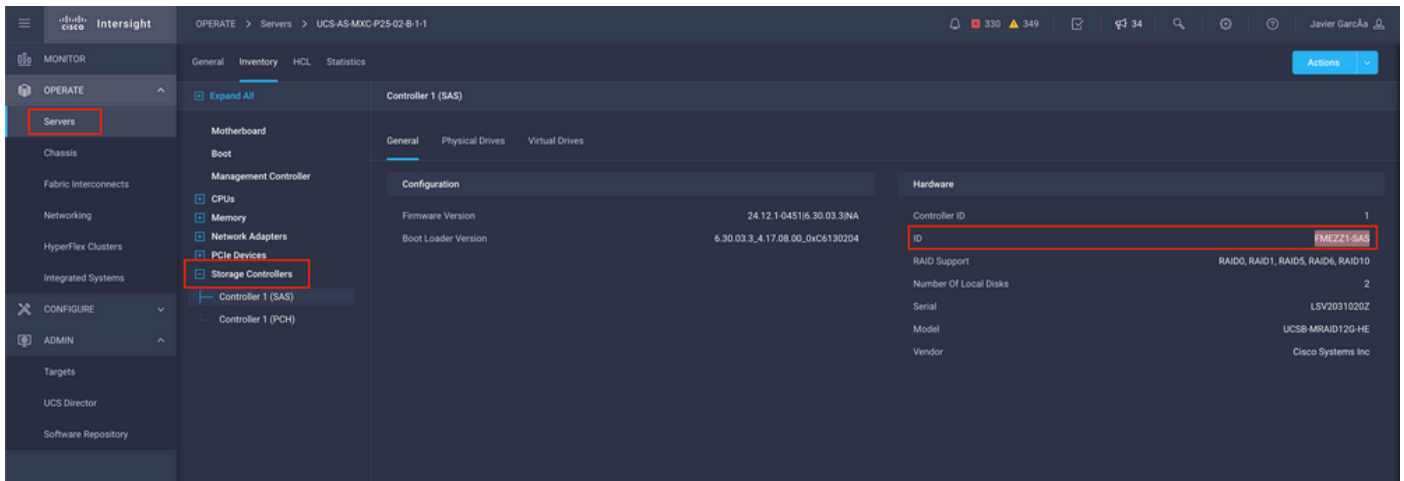 cisco Intersight
OPERATE > Servers > UCS-AS-MXC-P25-02-B-1-1
330 349 34 Javier GarcÃa
MONITOR
OPERATE
Servers
Chassis
Fabric Interconnects
Networking
HyperFlex Clusters
Integrated Systems
CONFIGURE
ADMIN
Targets
UCS Director
Software Repository
General Inventory HCL Statistics
Actions
Expand All
Motherboard
Boot
Management Controller
CPUs
Memory
Network Adapters
PCIe Devices
Storage Controllers
Controller 1 (SAS)
Controller 1 (PCH)
Controller 1 (SAS)
General Physical Drives Virtual Drives
Configuration
Firmware Version 24.12.1-0451|6.30.03.3|NA
Boot Loader Version 6.30.03.3_4.17.08.00_0xC6130204
Hardware
Controller ID 1
ID FMEZZ1-SAS
RAID Support RAID0, RAID1, RAID5, RAID6, RAID10
Number Of Local Disks 2
Serial LSV2031020Z
Model UCSB-MRAID12G-HE
Vendor Cisco Systems Inc